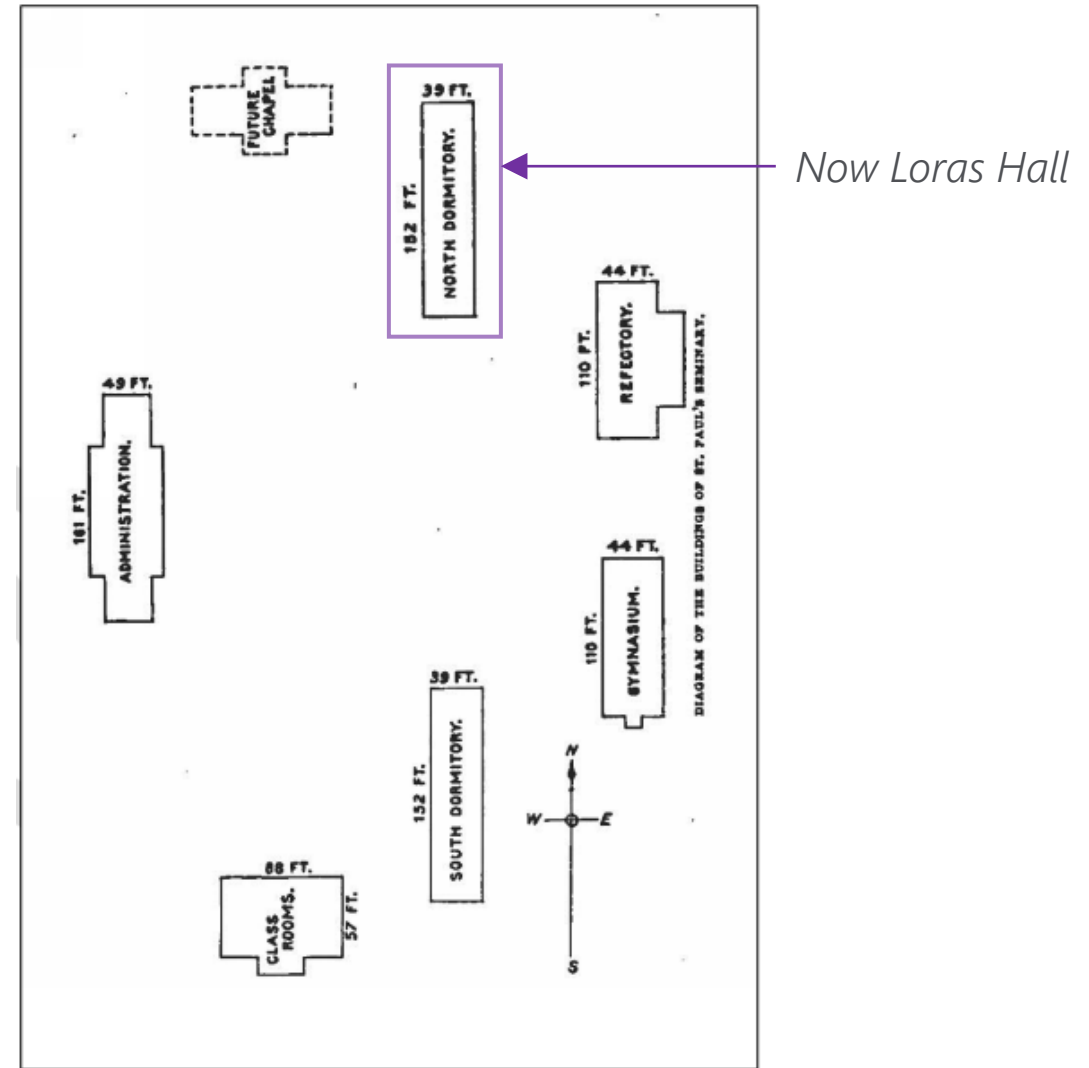 FUTURE
CHAPEL
39 FT.
152 FT.
NORTH DORMITORY.
Now Loras Hall
44 FT.
110 FT.
REFECTORY.
49 FT.
161 FT.
ADMINISTRATION.
DIAGRAM OF THE BUILDINGS OF ST. PAUL'S SEMINARY.
44 FT.
110 FT.
GYMNASIUM.
39 FT.
152 FT.
SOUTH DORMITORY.
N
W
E
S
88 FT.
CLASS
ROOMS.
57 FT.